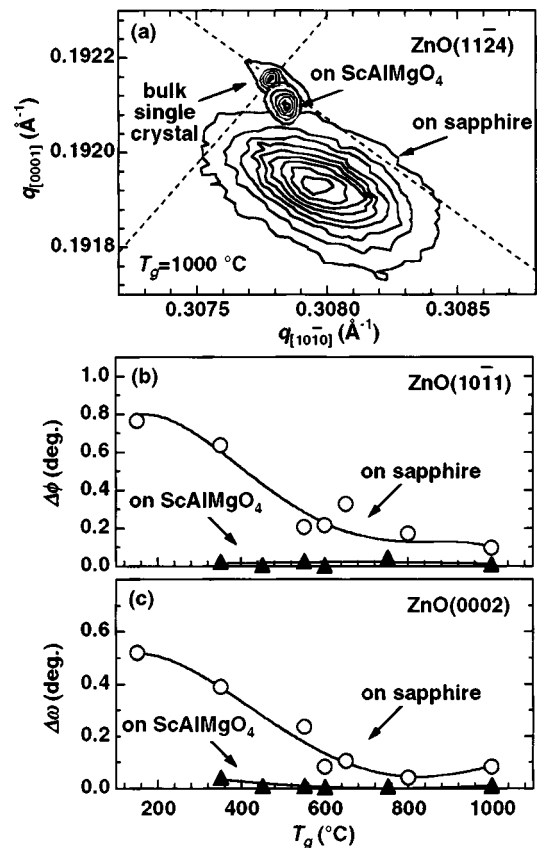 (a)
ZnO(112̄4)
0.1922
0.1920
0.1918
q[0001] (Å⁻¹)
bulk
single
crystal
on ScAlMgO₄
on sapphire
Tg=1000 °C
0.3075
0.3080
0.3085
q[101̄0] (Å⁻¹)
(b)
ZnO(101̄1)
1.0
0.8
0.6
0.4
0.2
0.0
Δϕ (deg.)
on sapphire
on ScAlMgO₄
(c)
ZnO(0002)
0.6
0.4
0.2
0.0
Δω (deg.)
on sapphire
on ScAlMgO₄
200
400
600
800
1000
Tg (°C)